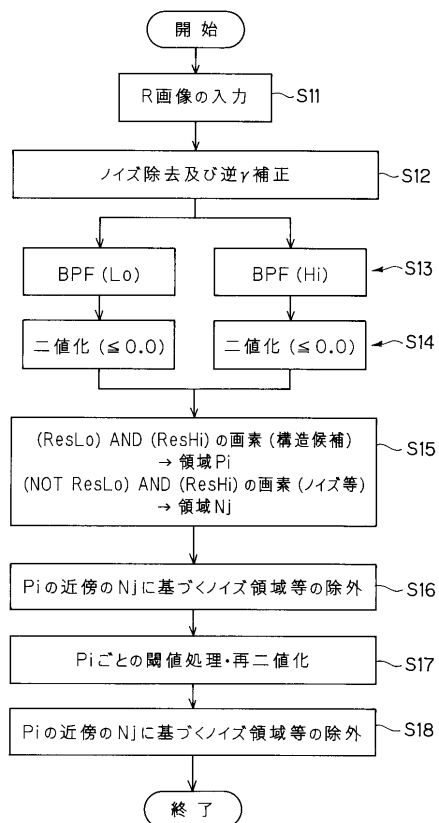 開始
R画像の入力
S11
ノイズ除去及び逆γ補正
S12
BPF (Lo)
BPF (Hi)
S13
二値化 (≦0.0)
二値化 (≦0.0)
S14
(ResLo) AND (ResHi) の画素 (構造候補)
→ 領域Pi
(NOT ResLo) AND (ResHi) の画素 (ノイズ等)
→ 領域Nj
S15
Piの近傍のNjに基づくノイズ領域等の除外
S16
Piごとの閾値処理・再二値化
S17
Piの近傍のNjに基づくノイズ領域等の除外
S18
終了